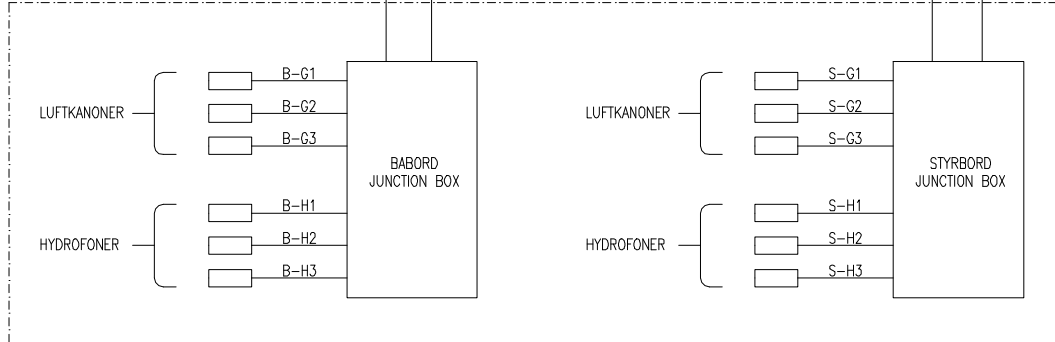 B-G1
LUFTKANONER
B-G2
B-G3
BABORD
JUNCTION BOX
B-H1
HYDROFONER
B-H2
B-H3
S-G1
LUFTKANONER
S-G2
S-G3
STYRBORD
JUNCTION BOX
S-H1
HYDROFONER
S-H2
S-H3